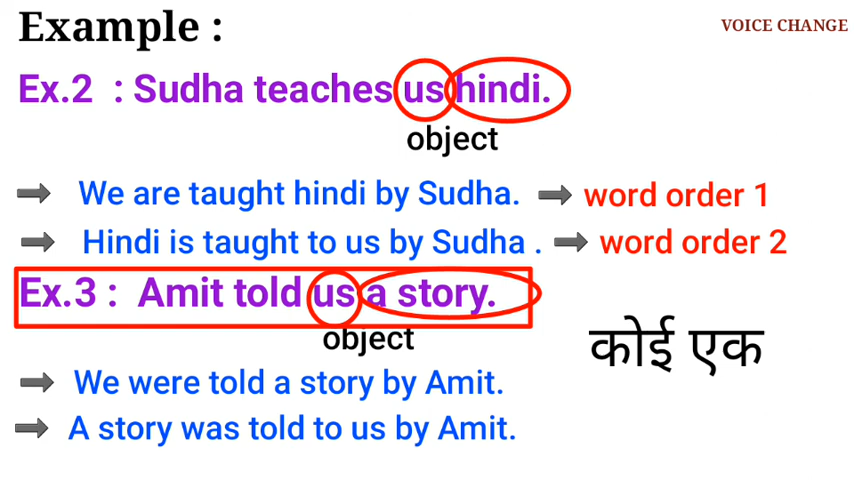 Example :
VOICE CHANGE
Ex.2 : Sudha teaches us hindi.
object
We are taught hindi by Sudha. word order 1
Hindi is taught to us by Sudha . word order 2
Ex.3 : Amit told us a story.
object
कोई एक
We were told a story by Amit.
A story was told to us by Amit.